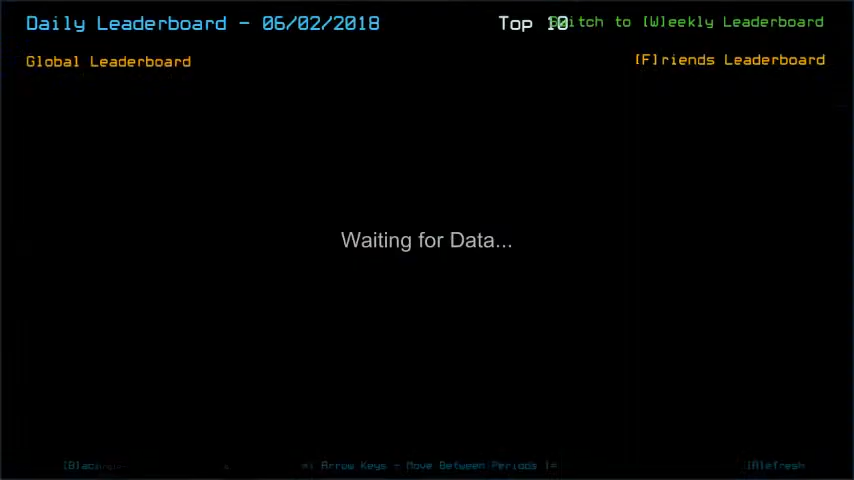 Daily Leaderboard - 06/02/2018
Top 10
Switch to [W]eekly Leaderboard
Global Leaderboard
[F]riends Leaderboard
Waiting for Data...
Arrow Keys - Move Between Periods
[R]efresh